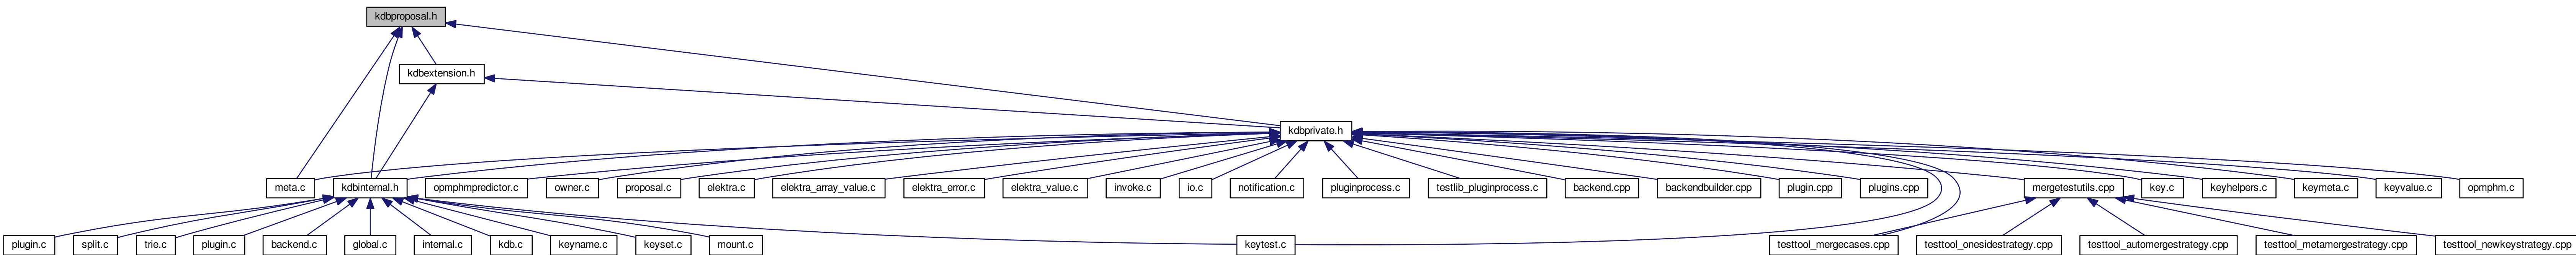 kdbproposal.h
kdbextension.h
kdbprivate.h
meta.c
kdbinternal.h
opmphmpredictor.c
owner.c
proposal.c
elektra.c
elektra_array_value.c
elektra_error.c
elektra_value.c
invoke.c
io.c
notification.c
pluginprocess.c
testlib_pluginprocess.c
backend.cpp
backendbuilder.cpp
plugin.cpp
plugins.cpp
mergetestutils.cpp
key.c
keyhelpers.c
keymeta.c
keyvalue.c
opmphm.c
plugin.c
split.c
trie.c
plugin.c
backend.c
global.c
internal.c
kdb.c
keyname.c
keyset.c
mount.c
keytest.c
testtool_mergecases.cpp
testtool_onesidestrategy.cpp
testtool_automergestrategy.cpp
testtool_metamergestrategy.cpp
testtool_newkeystrategy.cpp